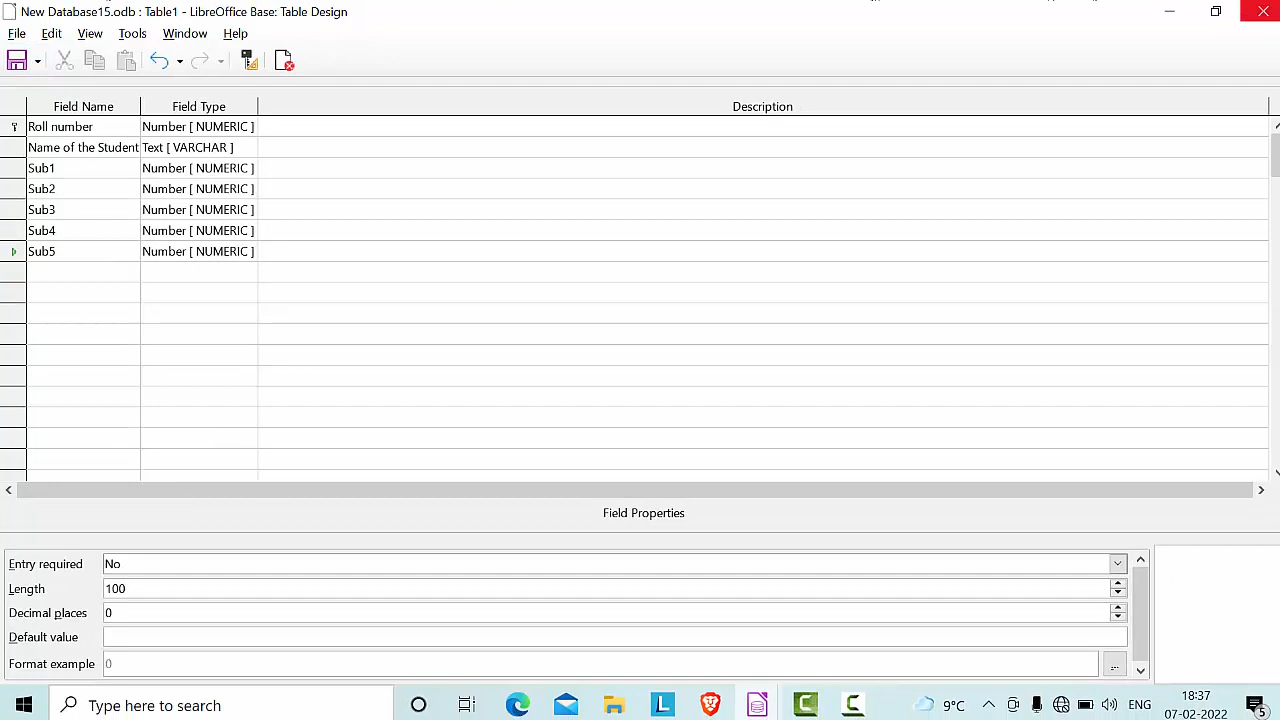 New Database15.odb : Table1 - LibreOffice Base: Table Design
File Edit View Tools Window Help
Field Name Field Type Description
Roll number Number [ NUMERIC ]
Name of the Student Text [ VARCHAR ]
Sub1 Number [ NUMERIC ]
Sub2 Number [ NUMERIC ]
Sub3 Number [ NUMERIC ]
Sub4 Number [ NUMERIC ]
Sub5 Number [ NUMERIC ]
Field Properties
Entry required No
Length 100
Decimal places 0
Default value
Format example 0 ...
Type here to search L C C 9°C ENG 18:37
07-02-2022 5